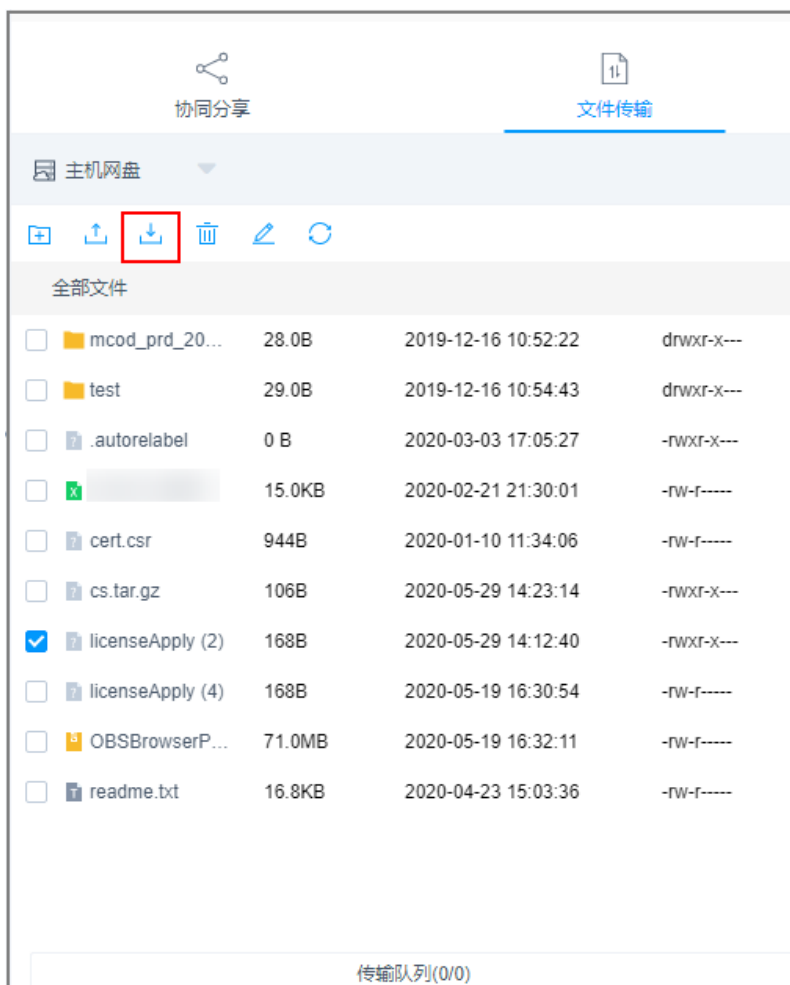 协同分享 文件传输
主机网盘
全部文件
mcod_prd_20... 28.0B 2019-12-16 10:52:22 drwxr-x---
test 29.0B 2019-12-16 10:54:43 drwxr-x---
.autorelabel 0 B 2020-03-03 17:05:27 -rwxr-x---
15.0KB 2020-02-21 21:30:01 -rw-r-----
cert.csr 944B 2020-01-10 11:34:06 -rw-r-----
cs.tar.gz 106B 2020-05-29 14:23:14 -rwxr-x---
licenseApply (2) 168B 2020-05-29 14:12:40 -rwxr-x---
licenseApply (4) 168B 2020-05-19 16:30:54 -rw-r-----
OBSBrowserP... 71.0MB 2020-05-19 16:32:11 -rw-r-----
readme.txt 16.8KB 2020-04-23 15:03:36 -rw-r-----
传输队列(0/0)